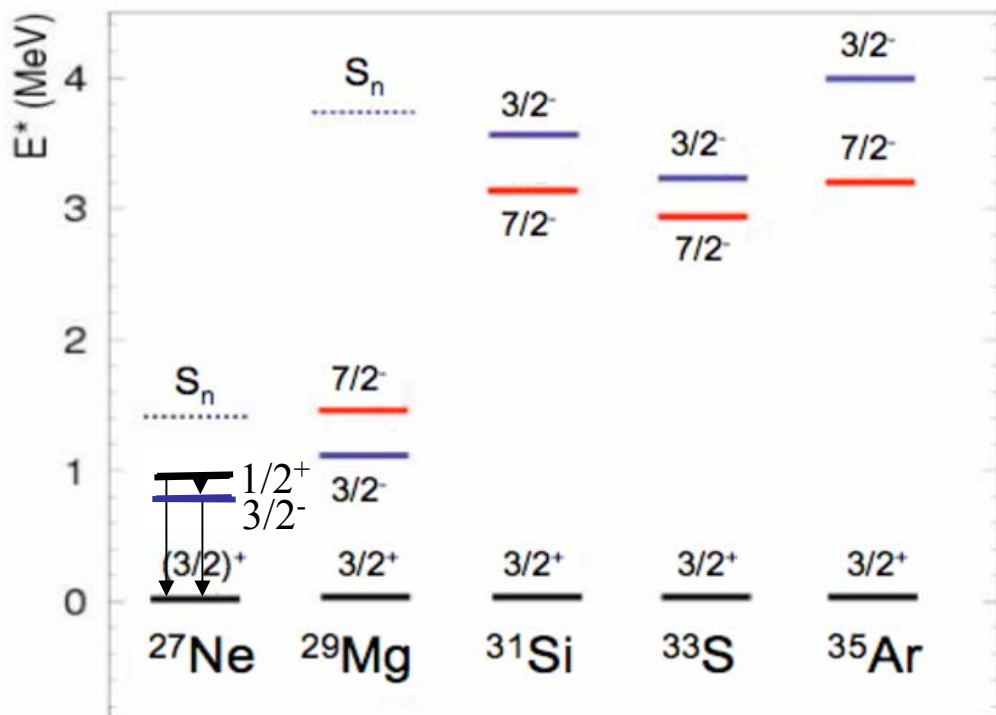 E* (MeV)
4
3
2
1
0
Sₙ
1/2⁺
3/2⁻
(3/2)⁺
²⁷Ne
Sₙ
7/2⁻
3/2⁻
3/2⁺
²⁹Mg
3/2⁻
7/2⁻
3/2⁺
³¹Si
3/2⁻
7/2⁻
3/2⁺
³³S
3/2⁻
7/2⁻
3/2⁺
³⁵Ar